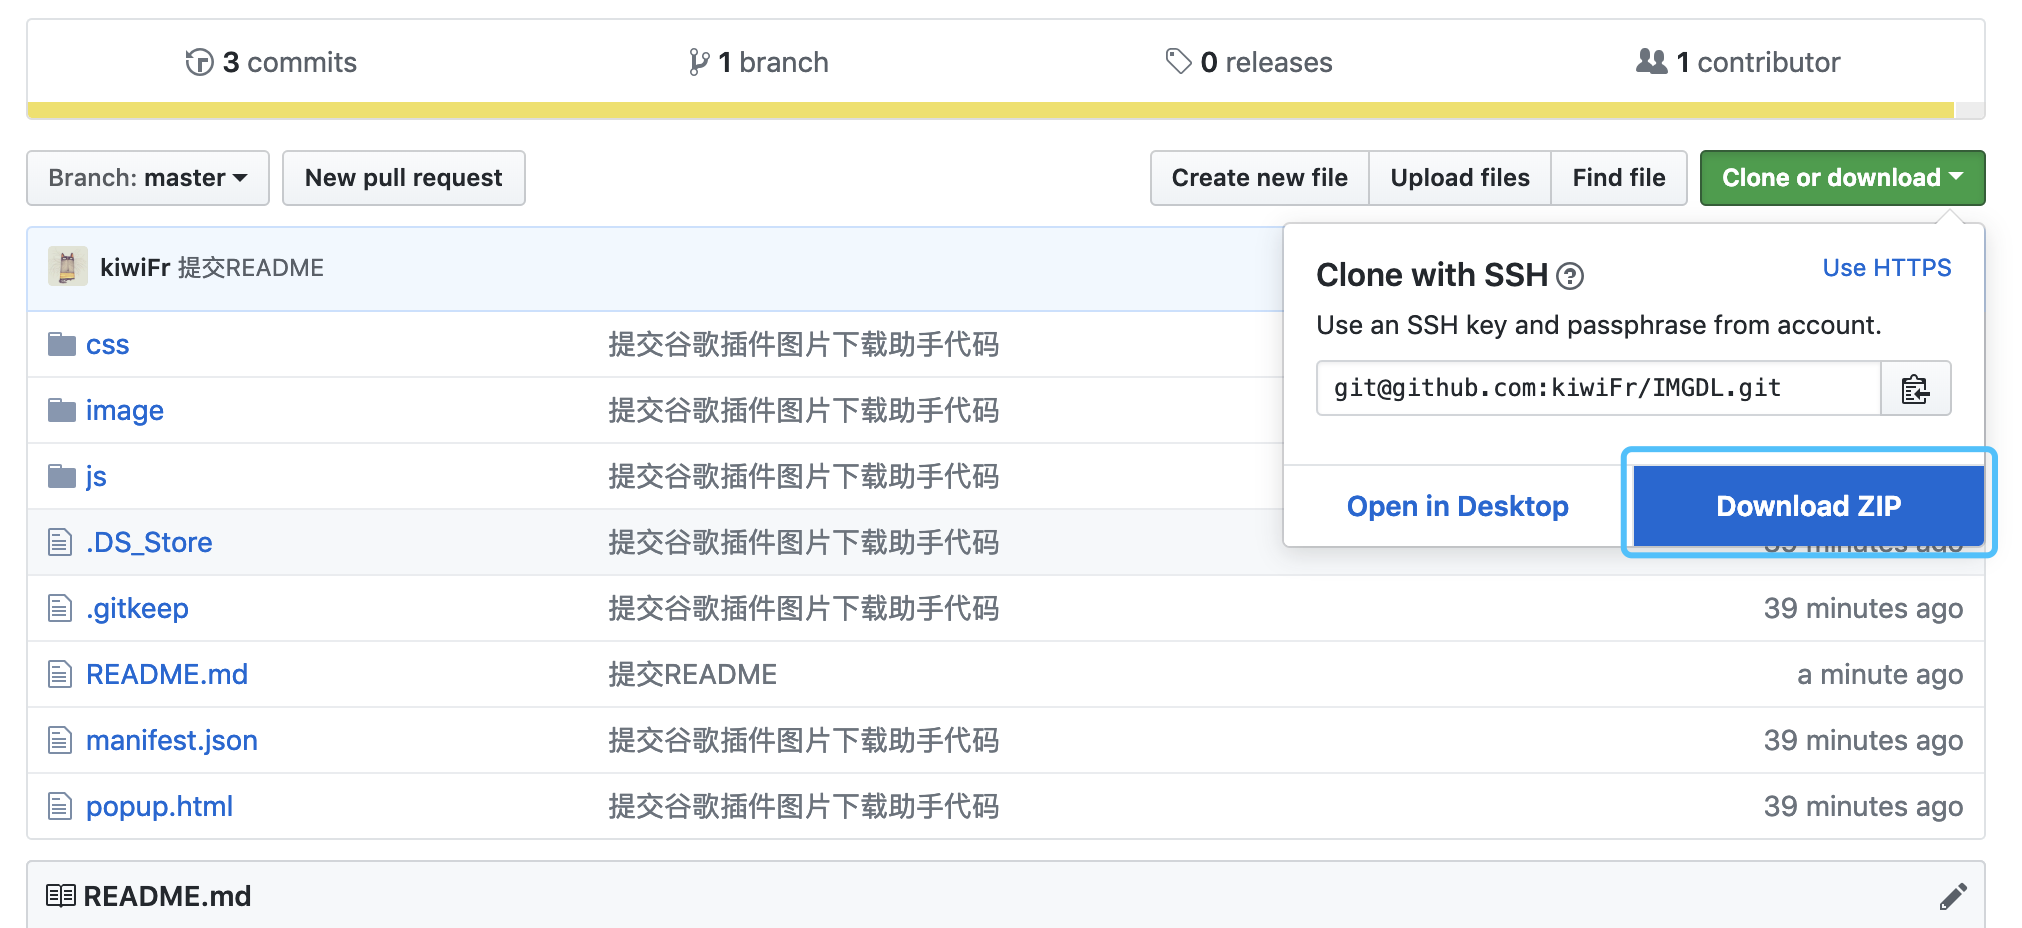 3 commits 1 branch 0 releases 1 contributor
Branch: master New pull request Create new file Upload files Find file Clone or download
kiwiFr 提交README
Clone with SSH Use HTTPS
Use an SSH key and passphrase from account.
git@github.com:kiwiFr/IMGDL.git
Open in Desktop Download ZIP
css 提交谷歌插件图片下载助手代码
image 提交谷歌插件图片下载助手代码
js 提交谷歌插件图片下载助手代码
.DS_Store 提交谷歌插件图片下载助手代码 39 minutes ago
.gitkeep 提交谷歌插件图片下载助手代码 39 minutes ago
README.md 提交README a minute ago
manifest.json 提交谷歌插件图片下载助手代码 39 minutes ago
popup.html 提交谷歌插件图片下载助手代码 39 minutes ago
README.md